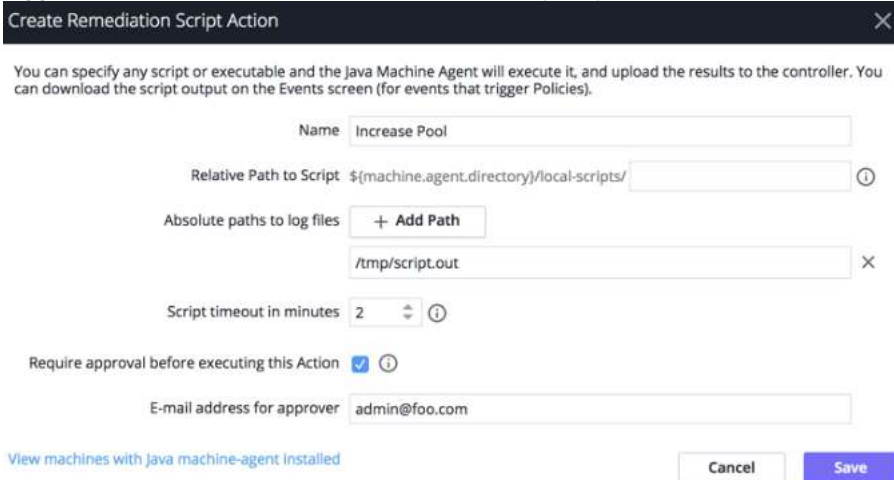 Create Remediation Script Action
You can specify any script or executable and the Java Machine Agent will execute it, and upload the results to the controller. You
can download the script output on the Events screen (for events that trigger Policies).
Name Increase Pool
Relative Path to Script ${machine.agent.directory}/local-scripts/
Absolute paths to log files + Add Path
/tmp/script.out
Script timeout in minutes 2
Require approval before executing this Action
E-mail address for approver admin@foo.com
View machines with Java machine-agent installed
Cancel Save